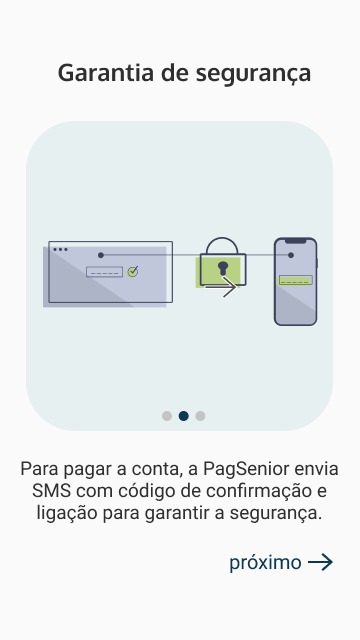 Garantia de segurança
Para pagar a conta, a PagSenior envia
SMS com código de confirmação e
ligação para garantir a segurança.
próximo